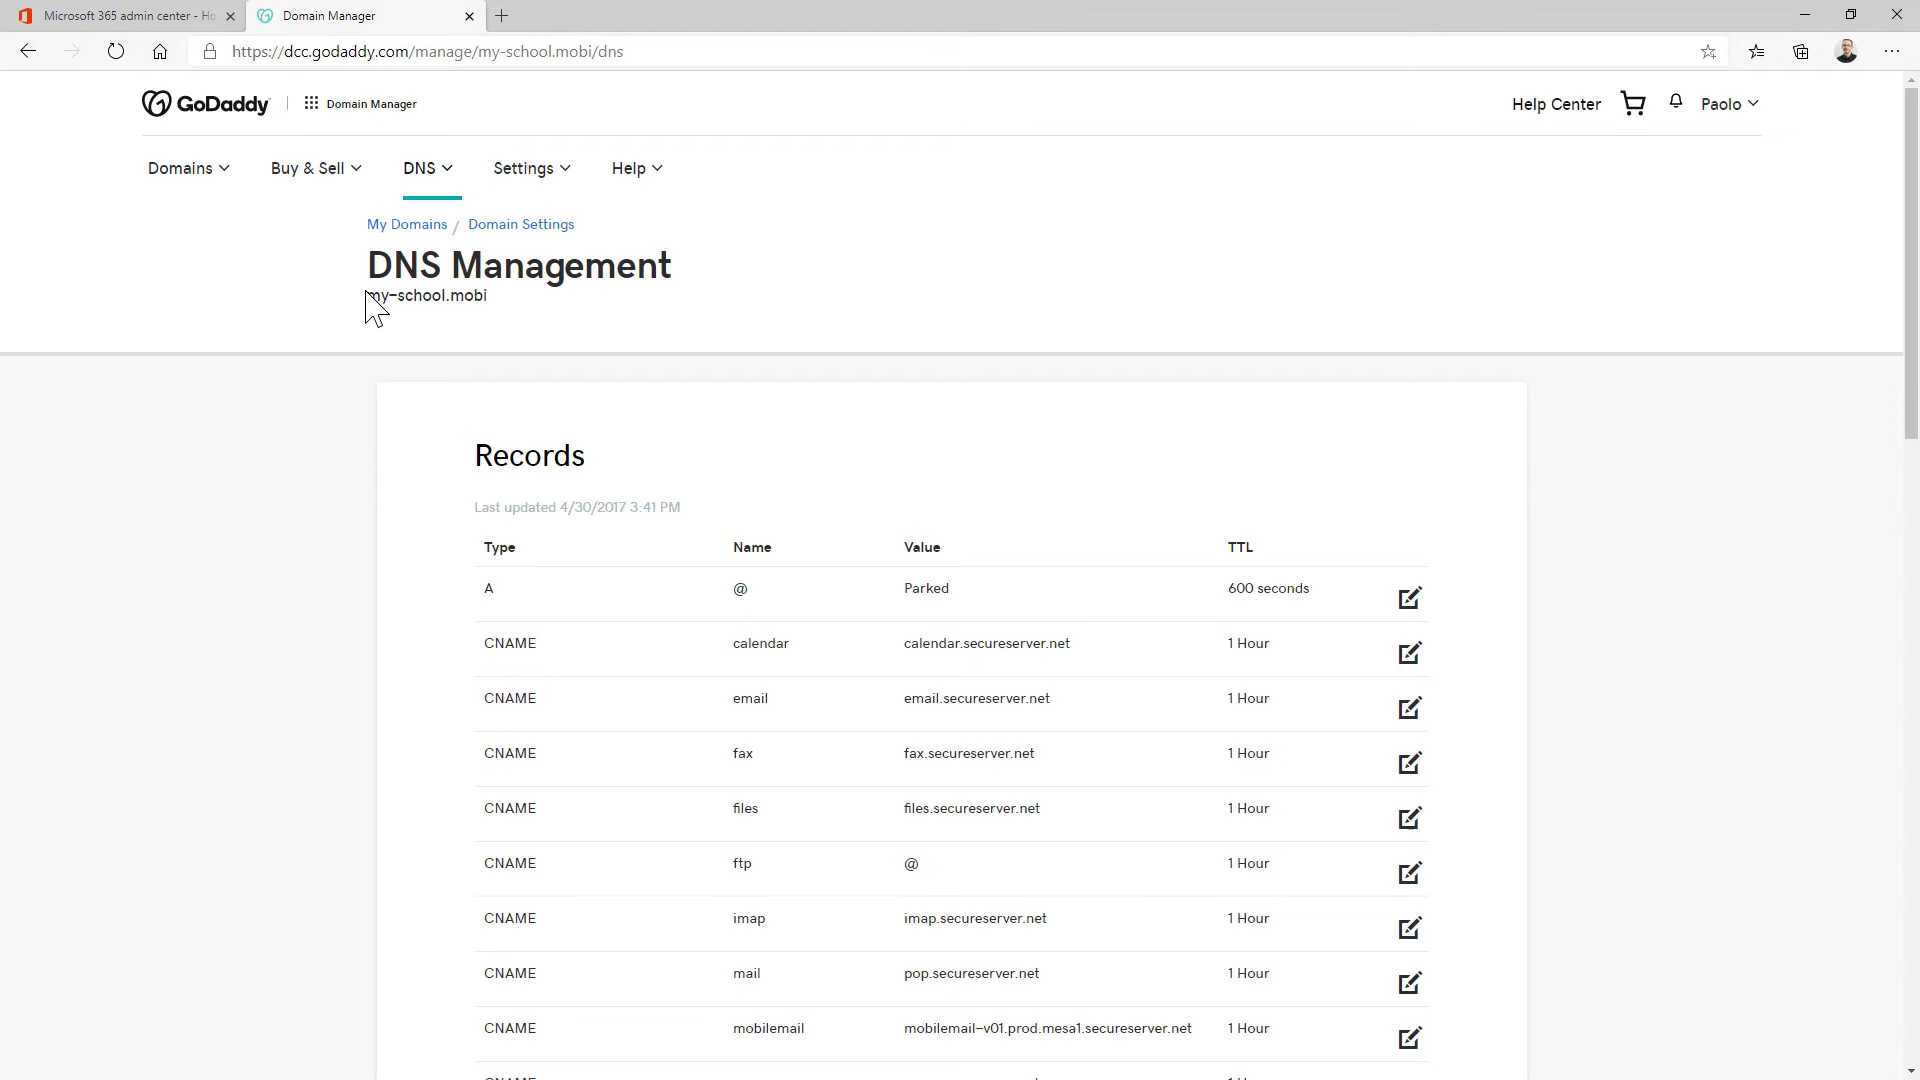 Microsoft 365 admin center - Ho
Domain Manager
https://dcc.godaddy.com/manage/my-school.mobi/dns
GoDaddy
Domain Manager
Help Center
Paolo
Domains
Buy & Sell
DNS
Settings
Help
My Domains / Domain Settings
DNS Management
my-school.mobi
Records
Last updated 4/30/2017 3:41 PM
Type Name Value TTL
A @ Parked 600 seconds
CNAME calendar calendar.secureserver.net 1 Hour
CNAME email email.secureserver.net 1 Hour
CNAME fax fax.secureserver.net 1 Hour
CNAME files files.secureserver.net 1 Hour
CNAME ftp @ 1 Hour
CNAME imap imap.secureserver.net 1 Hour
CNAME mail pop.secureserver.net 1 Hour
CNAME mobilemail mobilemail-v01.prod.mesa1.secureserver.net 1 Hour